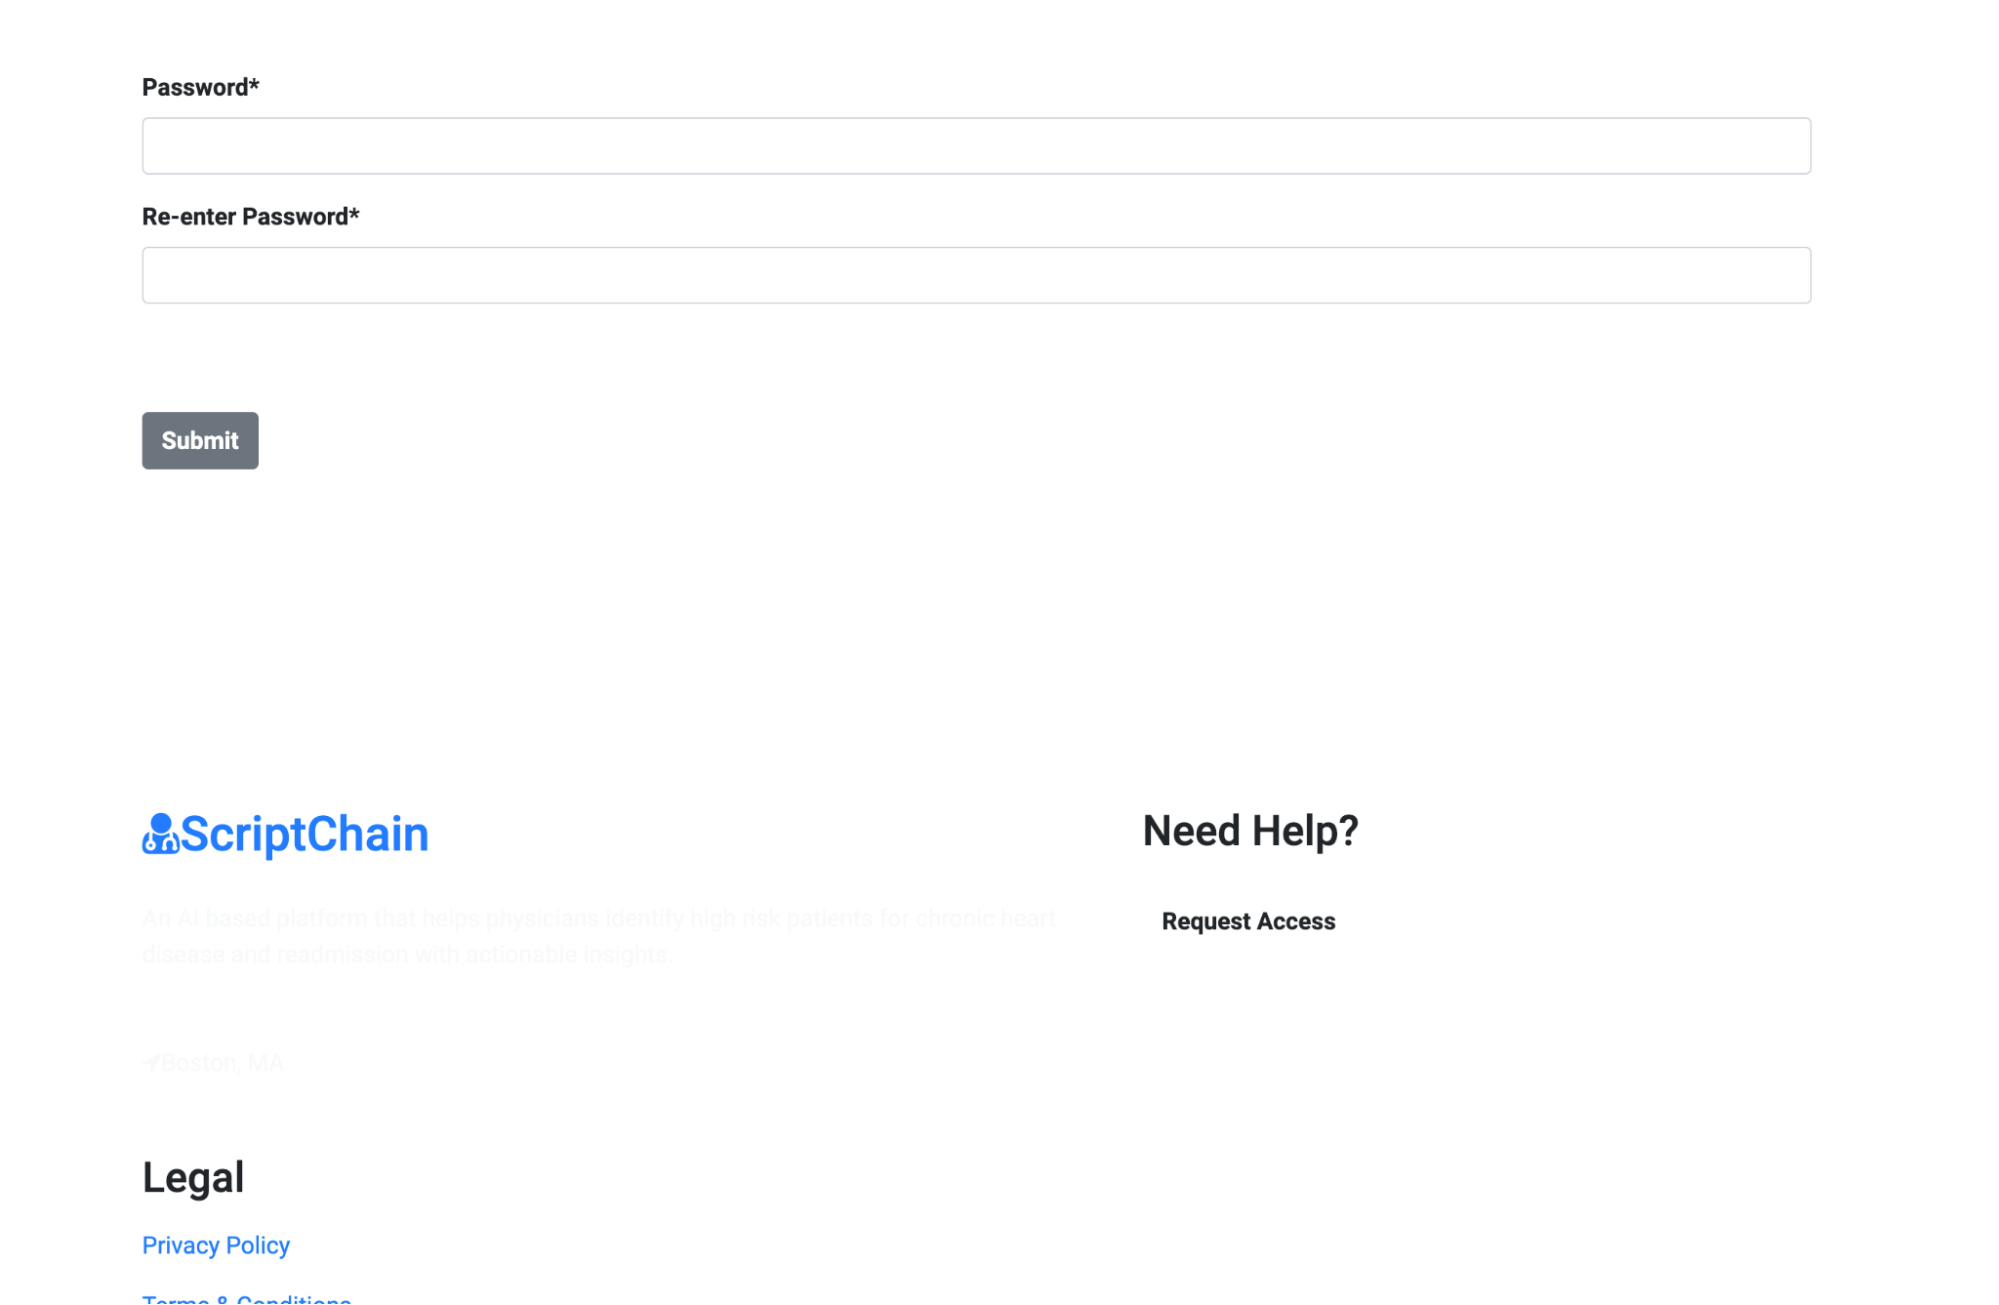 Password*
Re-enter Password*
Submit
ScriptChain
An AI based platform that helps physicians identify high risk patients for chronic heart
disease and readmission with actionable insights.
Boston, MA
Need Help?
Request Access
Legal
Privacy Policy
Terms & Conditions